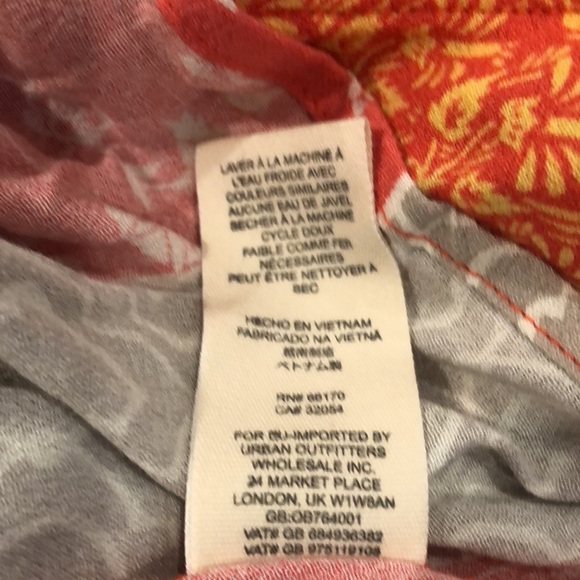 LAVER À LA MACHINE À
L'EAU FROIDE AVEC
COULEURS SIMILAIRES
AUCUNE EAU DE JAVEL
SECHER À LA MACHINE
CYCLE DOUX
FAIBLE COMME FER
NÉCESSAIRES
PEUT ÊTRE NETTOYER À
SEC
HECHO EN VIETNAM
FABRICADO NA VIETNÃ
越南制造
ベトナム製
RN# 66170
CA# 32054
FOR EU-IMPORTED BY
URBAN OUTFITTERS
WHOLESALE INC.
24 MARKET PLACE
LONDON, UK W1W8AN
GB:GB764001
VAT# GB 684936382
VAT# GB 975119108